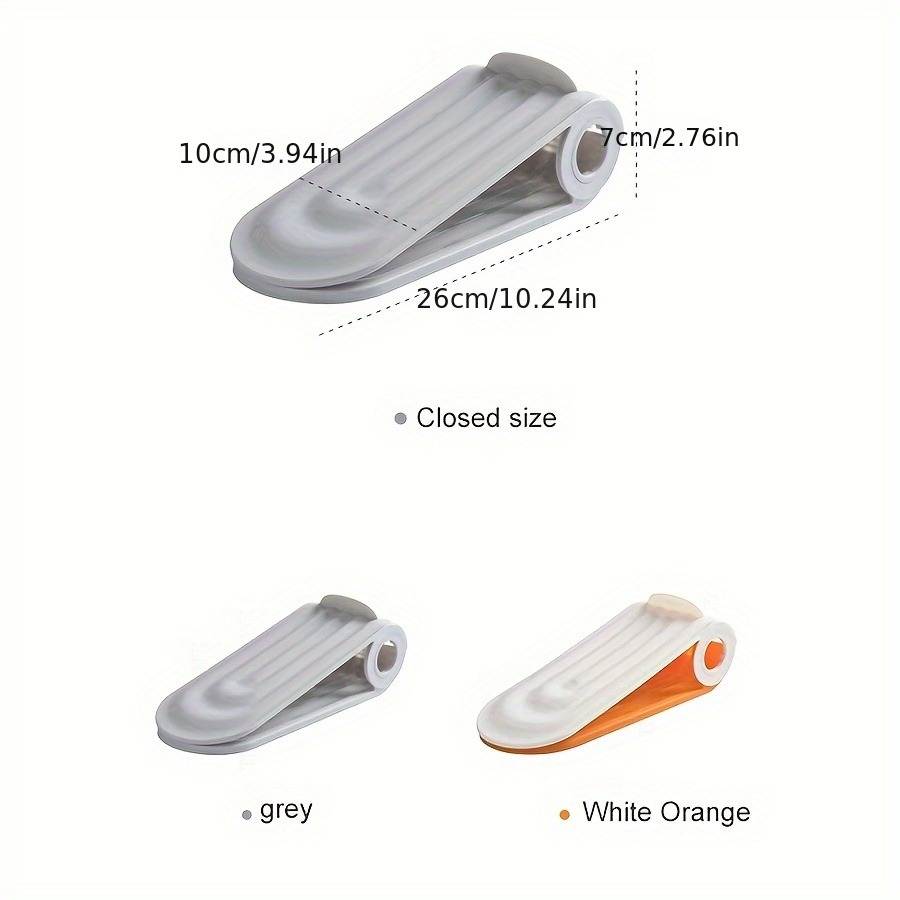 10cm/3.94in
7cm/2.76in
26cm/10.24in
Closed size
grey
White Orange